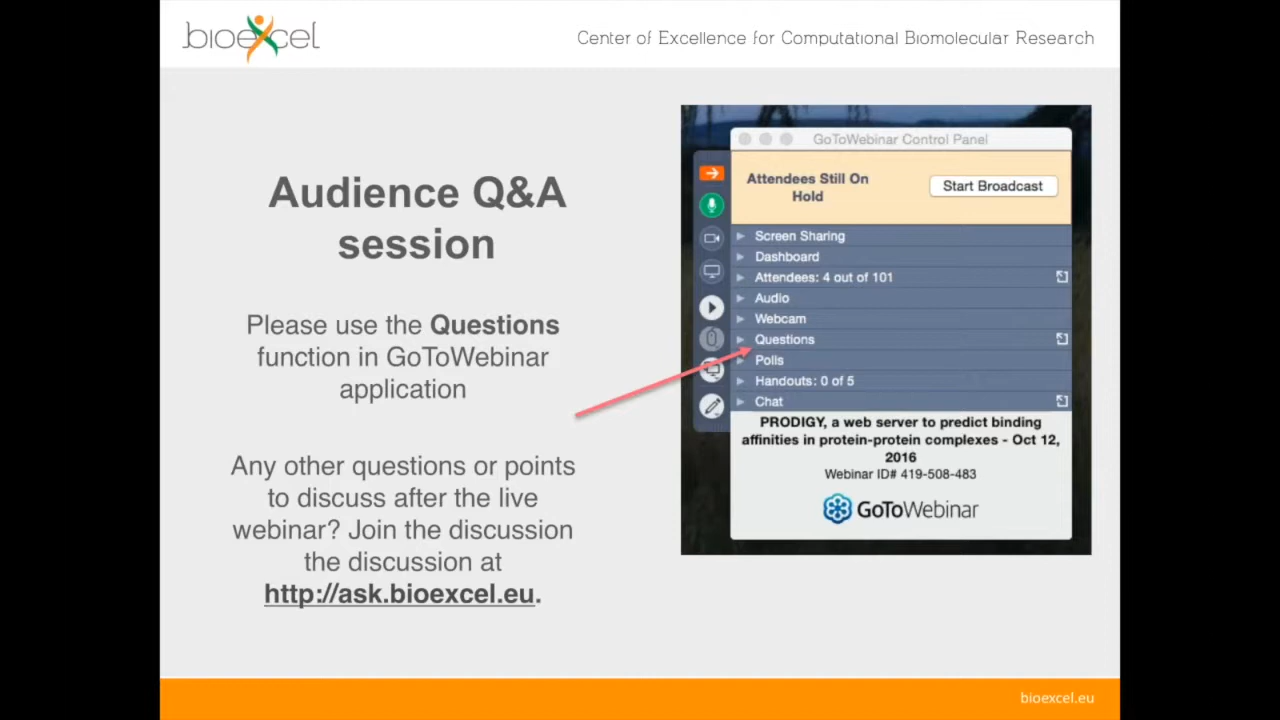 bioexcel
Center of Excellence for Computational Biomolecular Research
Audience Q&A
session
Please use the Questions
function in GoToWebinar
application
Any other questions or points
to discuss after the live
webinar? Join the discussion
the discussion at
http://ask.bioexcel.eu.
GoToWebinar Control Panel
Attendees Still On
Hold
Start Broadcast
Screen Sharing
Dashboard
Attendees: 4 out of 101
Audio
Webcam
Questions
Polls
Handouts: 0 of 5
Chat
PRODIGY, a web server to predict binding
affinities in protein-protein complexes - Oct 12,
2016
Webinar ID# 419-508-483
GoToWebinar
bioexcel.eu